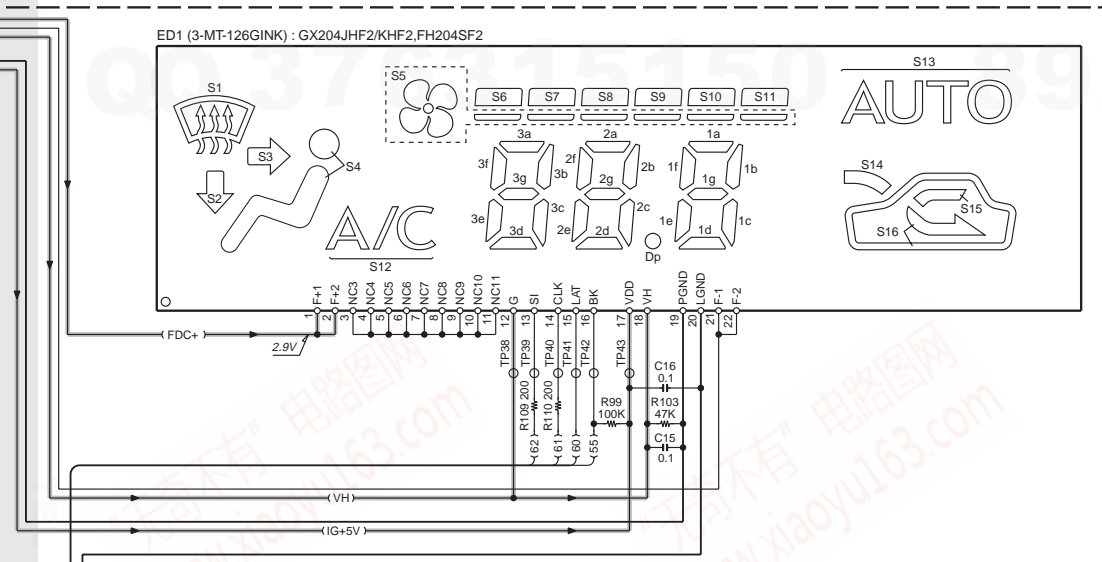 ED1 (3-MT-126GINK) : GX204JHF2/KHF2,FH204SF2
QQ 376315150 89
S1
S2
S3
S4
S5
S6 S7 S8 S9 S10 S11
S13
AUTO
3a 2a 1a
3f 3b 2f 2b 1f 1b
3g 2g 1g
3e 3c 2e 2c 1e 1c
3d 2d 1d
Dp
S14
S15
S16
A/C
S12
F+1 F+2 NC3 NC4 NC5 NC6 NC7 NC8 NC9 NC10 NC11 G SI CLK LAT BK VDD VH PGND LGND F-1 F-2
1 2 3 4 5 6 7 8 9 10 11 12 13 14 15 16 17 18 19 20 21 22
FDC+
2.9V
TP38 TP39 TP40 TP41 TP42 TP43
C16
0.1
R109 200
R110 200
R99
100K
R103
47K
C15
0.1
62 61 60 55
VH
IG+5V
电路图网
xiaoyu163.com